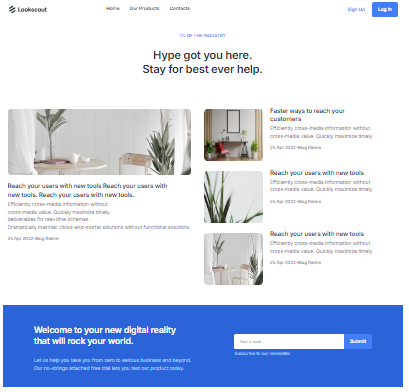 Lookscout
Home Our Products Contacts
Sign Up Log In
1% OF THE INDUSTRY
Hype got you here.
Stay for best ever help.
Reach your users with new tools Reach your users with
new tools. Reach your users with new tools.
Efficiently cross-media information without
cross-media value. Quickly maximize timely
deliverables for real-time schemas.
Dramatically maintain clicks-and-mortar solutions without functional solutions.
25 Apr 2022•Blog theme
Faster ways to reach your
customers
Efficiently cross-media information without
cross-media value. Quickly maximize timely
25 Apr 2022•Blog theme
Reach your users with new tools
Efficiently cross-media information without
cross-media value. Quickly maximize timely
25 Apr 2022•Blog theme
Reach your users with new tools
Efficiently cross-media information without
cross-media value. Quickly maximize timely
25 Apr 2022•Blog theme
Welcome to your new digital reality
that will rock your world.
Let us help you take you from zero to serious business and beyond.
Our no-strings attached free trial lets you test our product today.
Your e-mail...
Submit
Subscribe to our newsletter